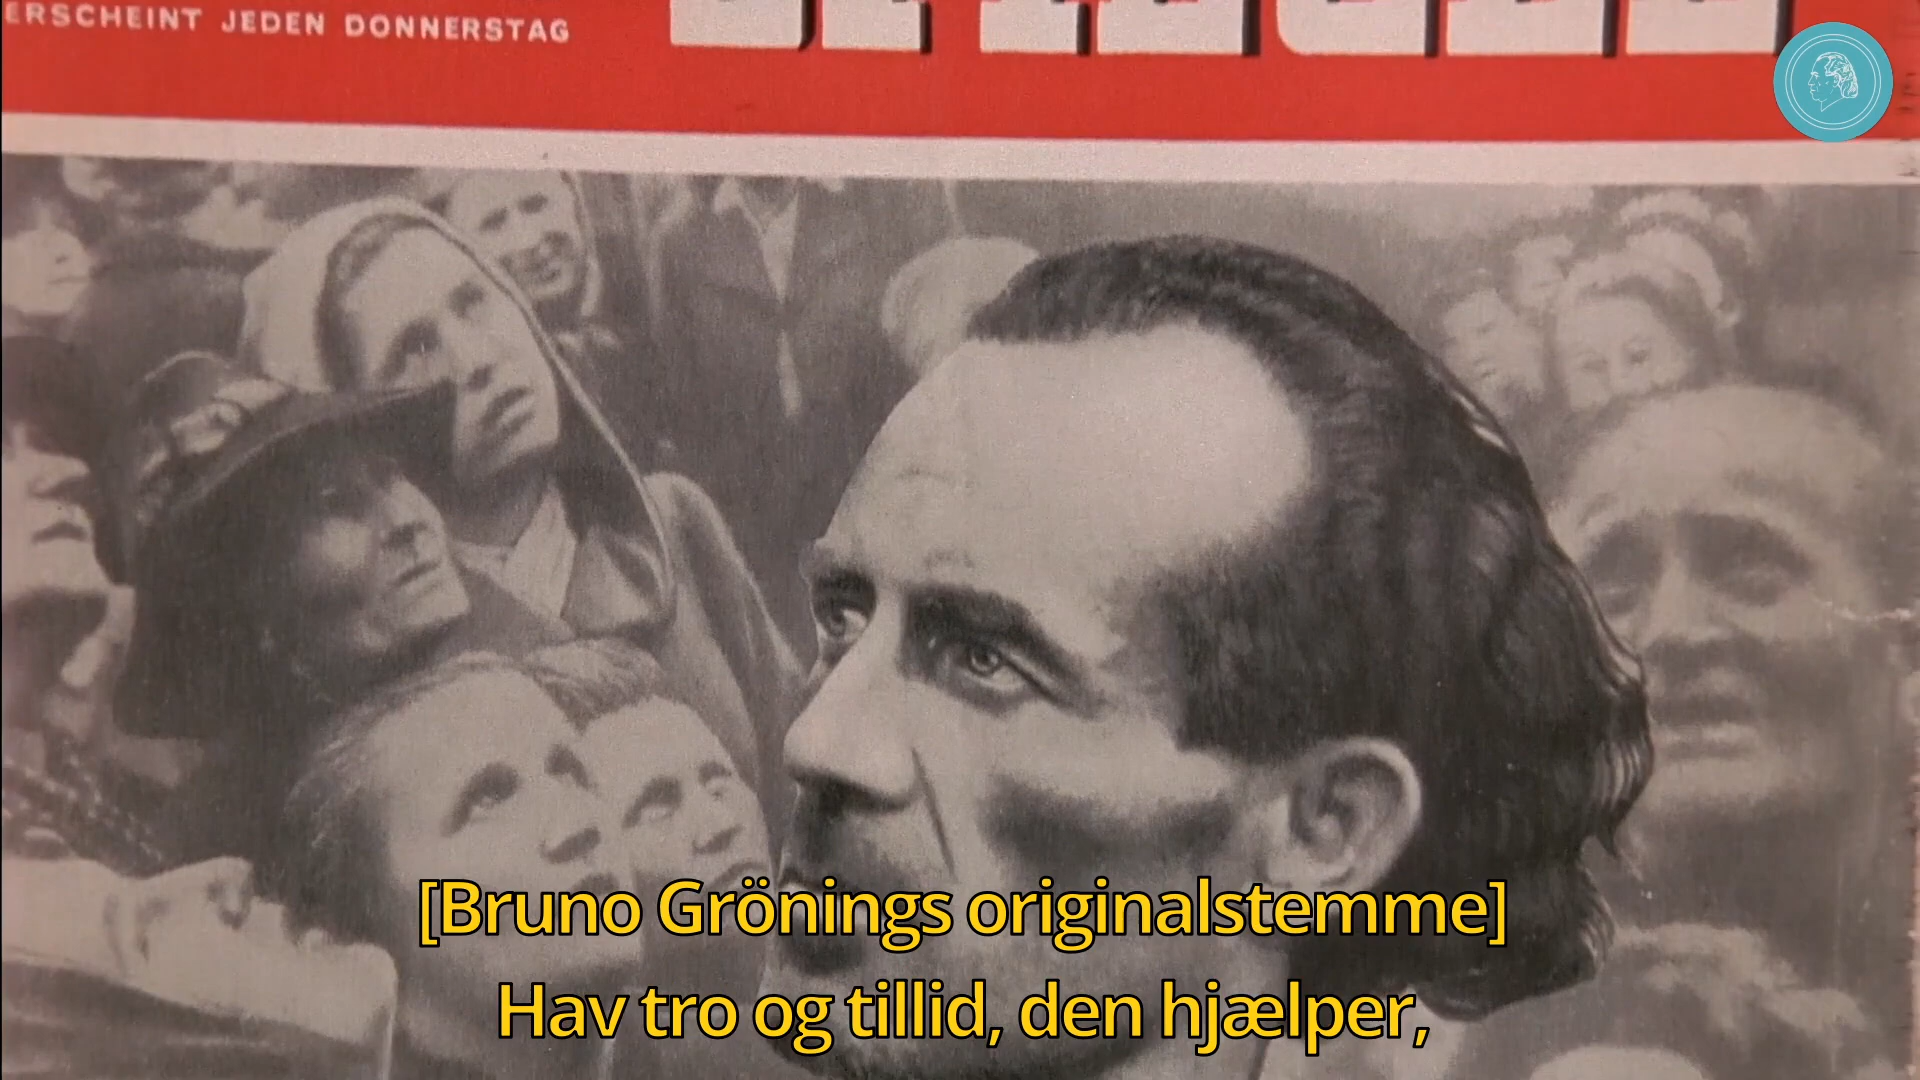 ERSCHEINT JEDEN DONNERSTAG
[Bruno Grönings originalstemme]
Hav tro og tillid, den hjælper,